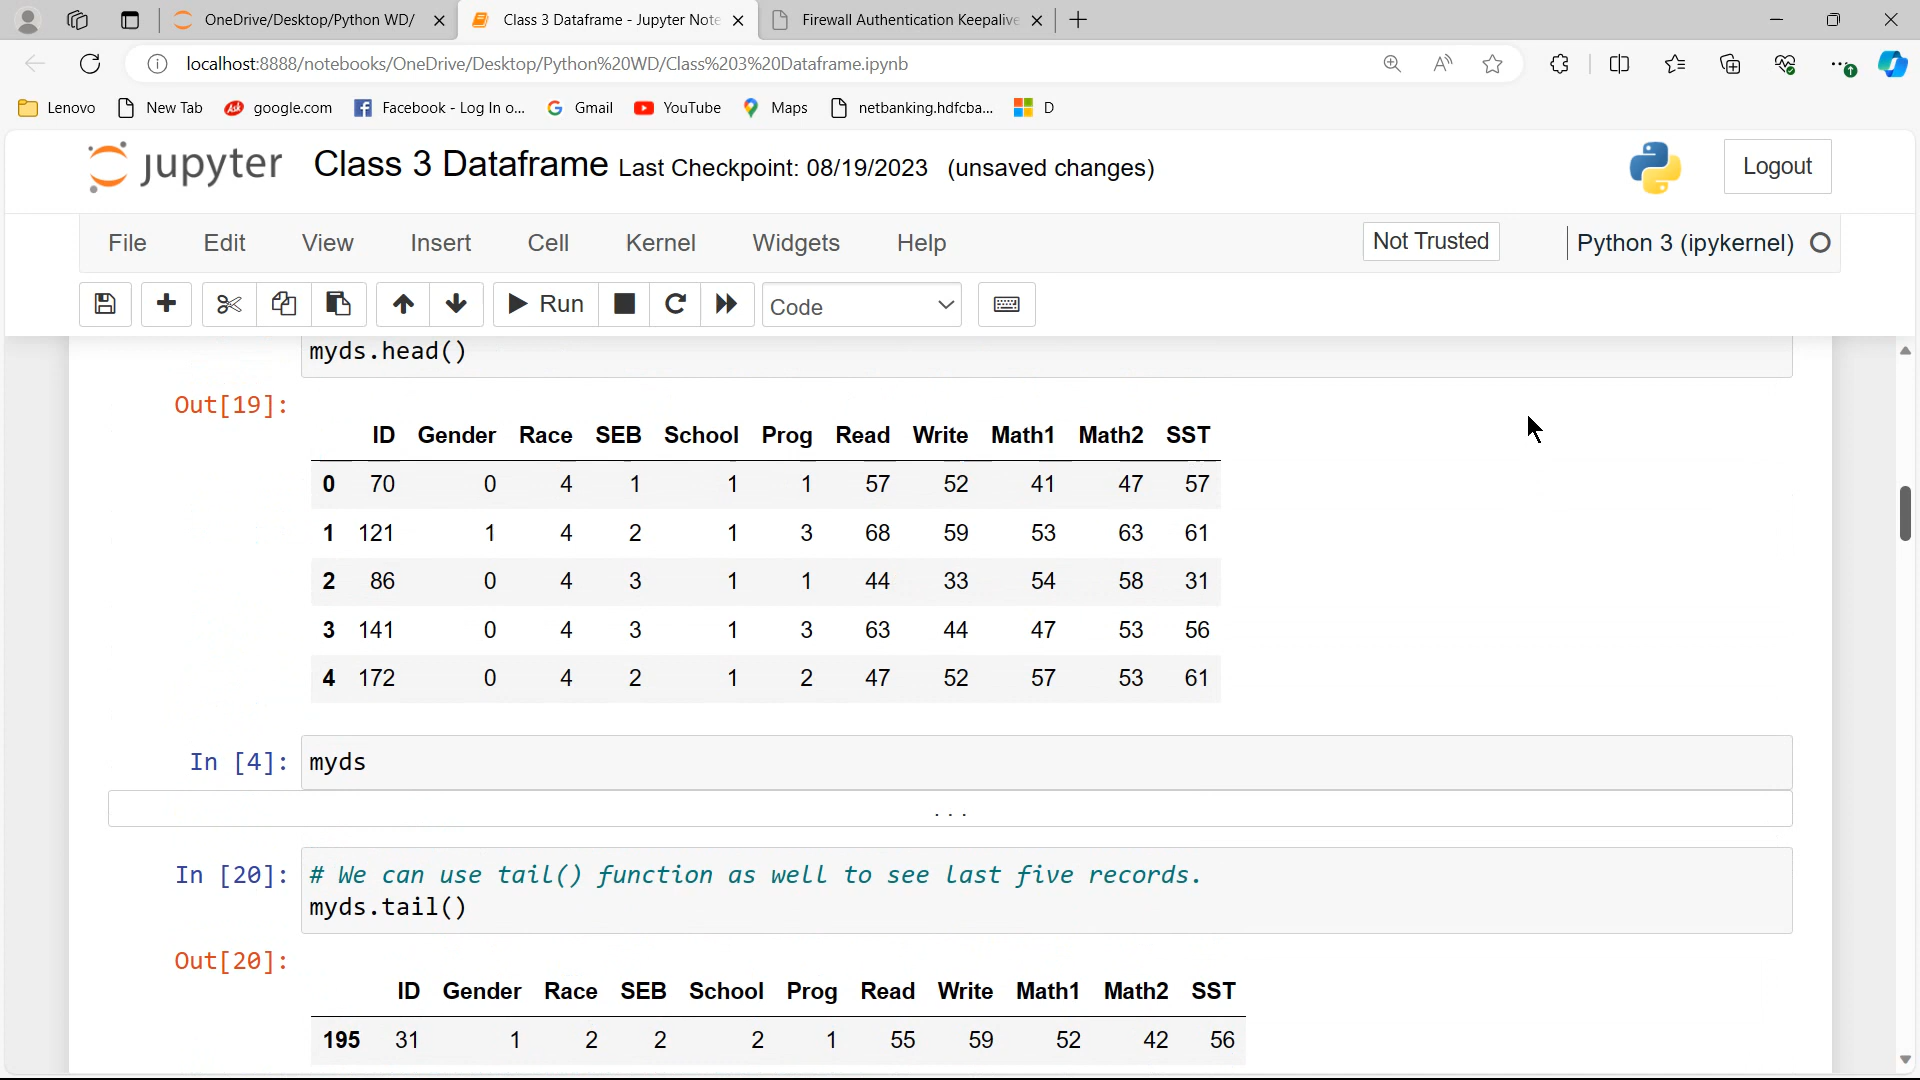 OneDrive/Desktop/Python WD/
Class 3 Dataframe - Jupyter Note
Firewall Authentication Keepalive
localhost:8888/notebooks/OneDrive/Desktop/Python%20WD/Class%203%20Dataframe.ipynb
Lenovo New Tab google.com Facebook - Log In o... Gmail YouTube Maps netbanking.hdfcba... D
jupyter Class 3 Dataframe Last Checkpoint: 08/19/2023 (unsaved changes) Logout
File Edit View Insert Cell Kernel Widgets Help Not Trusted Python 3 (ipykernel)
Run Code
myds.head()
Out[19]:
ID Gender Race SEB School Prog Read Write Math1 Math2 SST
0 70 0 4 1 1 1 57 52 41 47 57
1 121 1 4 2 1 3 68 59 53 63 61
2 86 0 4 3 1 1 44 33 54 58 31
3 141 0 4 3 1 3 63 44 47 53 56
4 172 0 4 2 1 2 47 52 57 53 61
In [4]: myds
...
In [20]: # We can use tail() function as well to see last five records.
myds.tail()
Out[20]:
ID Gender Race SEB School Prog Read Write Math1 Math2 SST
195 31 1 2 2 2 1 55 59 52 42 56